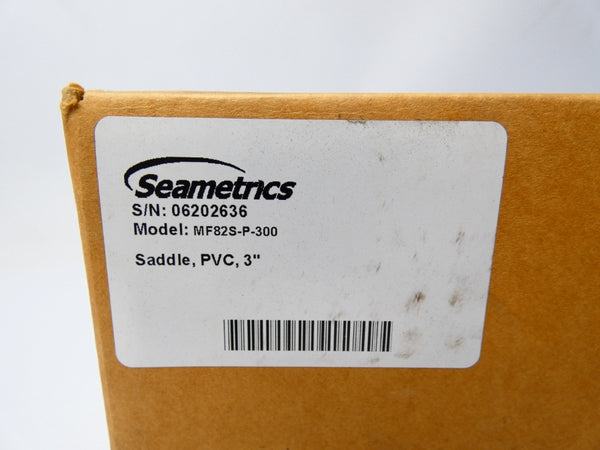 Seametrics
S/N: 06202636
Model: MF82S-P-300
Saddle, PVC, 3"